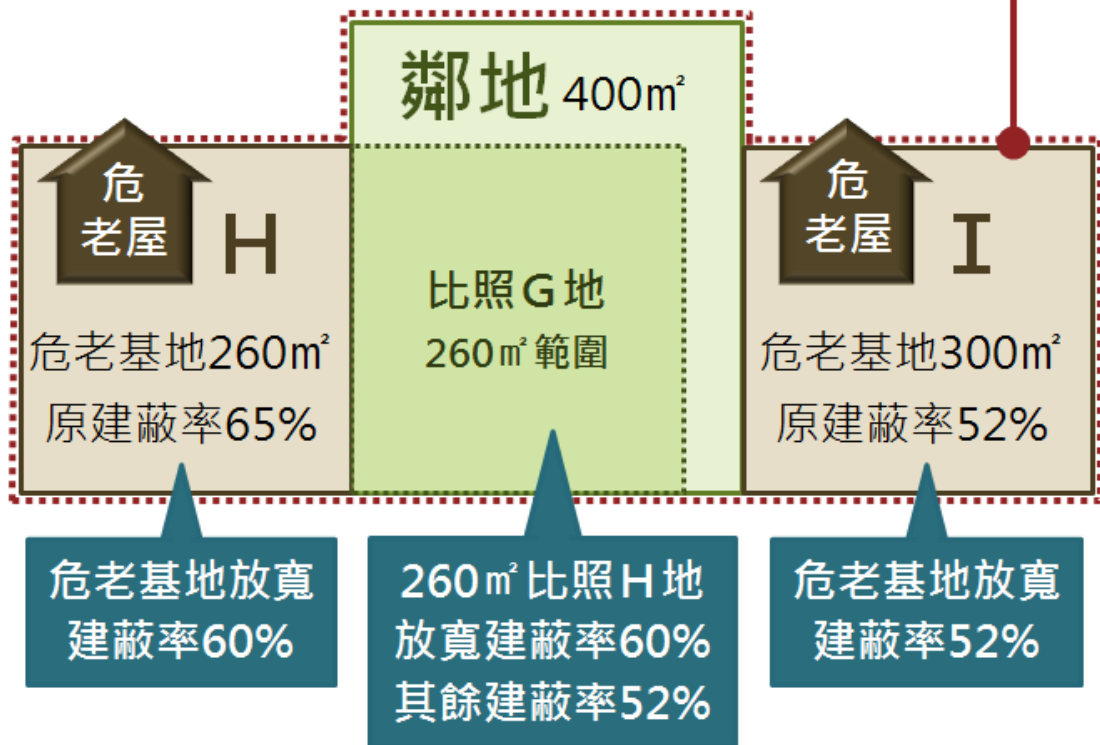 鄰地 400㎡
危
老屋
H
危老基地260㎡
原建蔽率65%
比照G地
260㎡範圍
危
老屋
I
危老基地300㎡
原建蔽率52%
危老基地放寬
建蔽率60%
260㎡比照H地
放寬建蔽率60%
其餘建蔽率52%
危老基地放寬
建蔽率52%